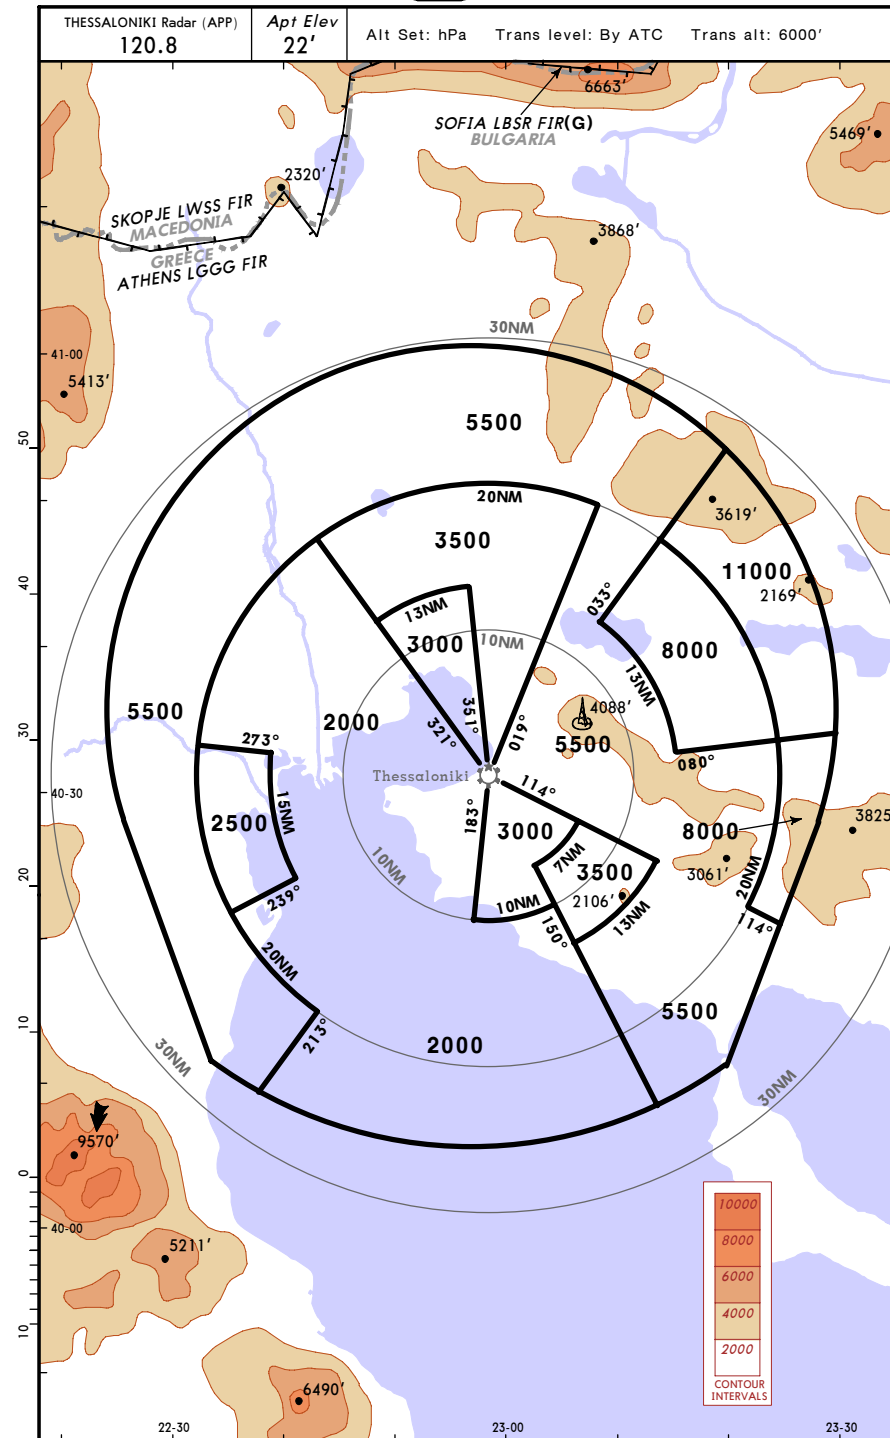 THESSALONIKI Radar (APP)
120.8
Apt Elev
22'
Alt Set: hPa Trans level: By ATC Trans alt: 6000'
6663'
SOFIA LBSR FIR(G)
BULGARIA
5469'
2320'
SKOPJE LWSS FIR
MACEDONIA
GREECE
ATHENS LGGG FIR
3868'
30NM
41-00
5413'
5500
50
20NM
3619'
3500
11000
2169'
40
13NM
033°
3000
10NM
8000
13NM
5500
2000
351°
321°
019°
4088'
5500
30
273°
080°
Thessaloniki
114°
40-30
15NM
183°
2500
3000
8000
3825
7NM
3061'
10NM
3500
20NM
20
239°
10NM
2106'
13NM
150°
114°
20NM
5500
10
213°
2000
30NM
30NM
9570'
0
40-00
5211'
10000
8000
6000
4000
2000
CONTOUR
INTERVALS
10
6490'
22-30
23-00
23-30